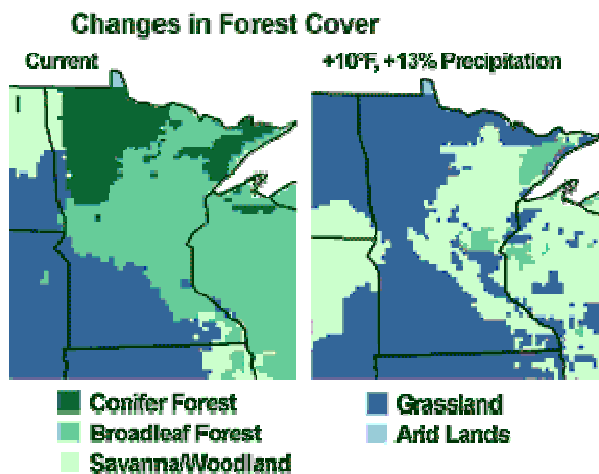 Changes in Forest Cover
Current
+10°F, +13% Precipitation
Conifer Forest
Broadleaf Forest
Savanna/Woodland
Grassland
Arid Lands